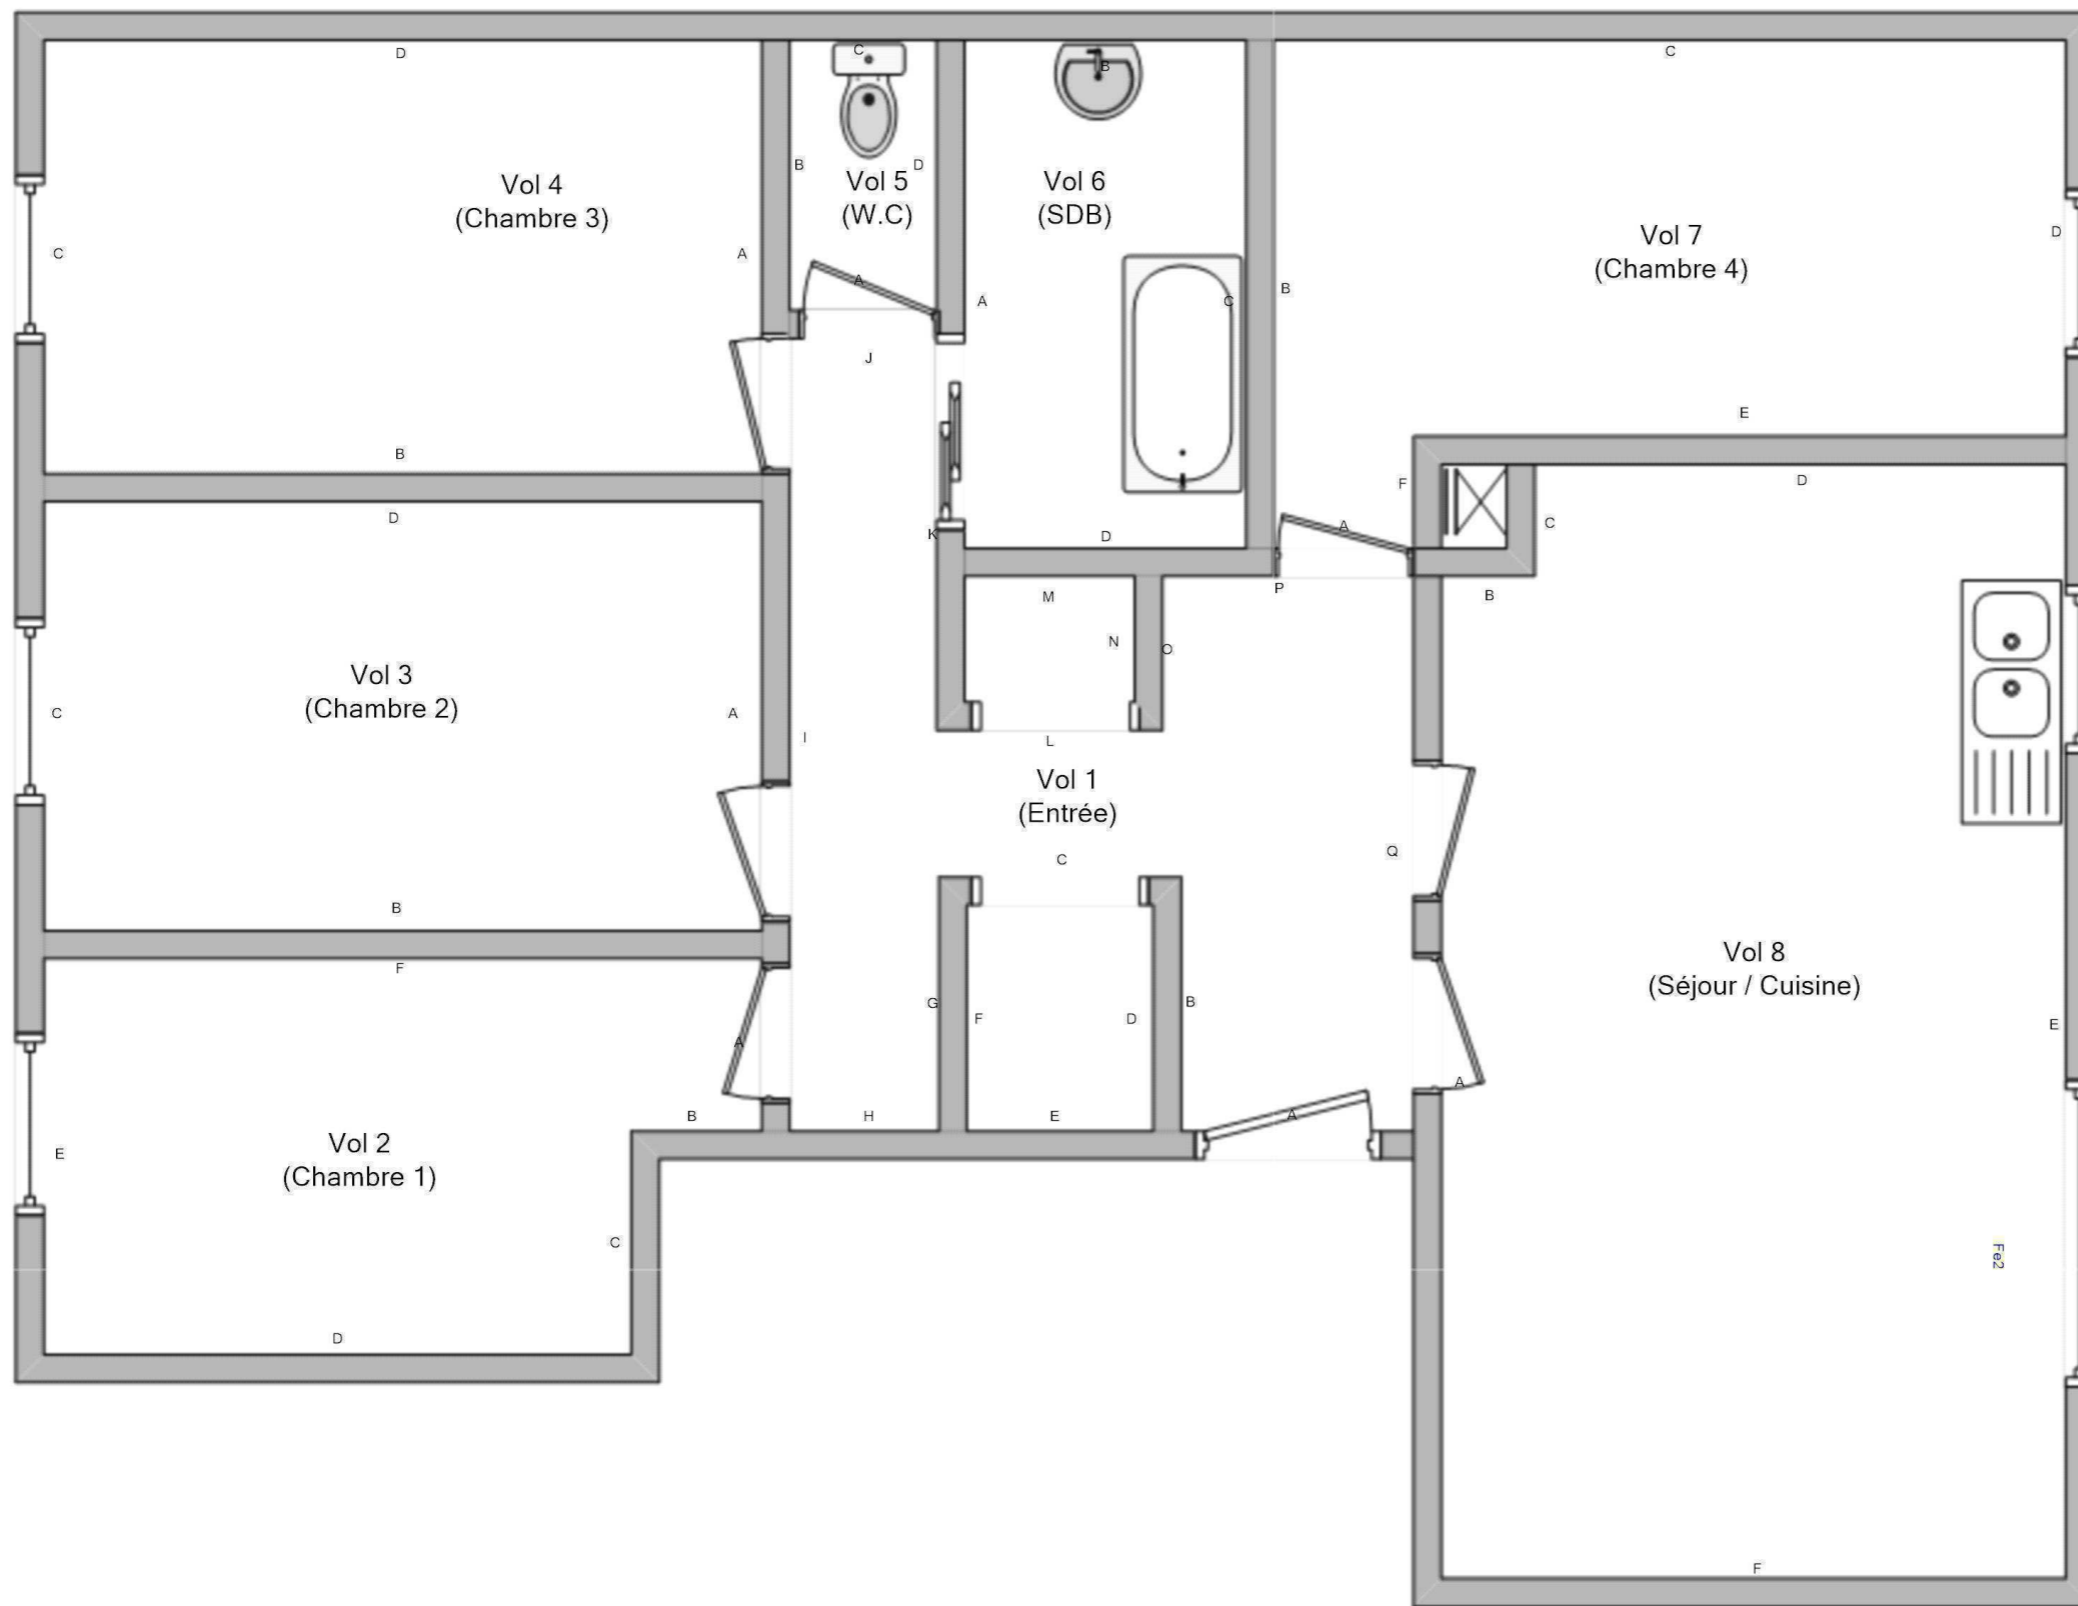 D
C
B
C
Vol 4
(Chambre 3)
B
D
Vol 5
(W.C)
Vol 6
(SDB)
Vol 7
(Chambre 4)
D
C
A
A
A
C
B
J
B
E
D
K
D
F
A
D
C
M
P
B
N
O
Vol 3
(Chambre 2)
C
A
I
L
Vol 1
(Entrée)
C
Q
B
F
G
F
D
B
Vol 8
(Séjour / Cuisine)
E
A
B
H
E
A
A
Vol 2
(Chambre 1)
E
C
Fe2
D
F